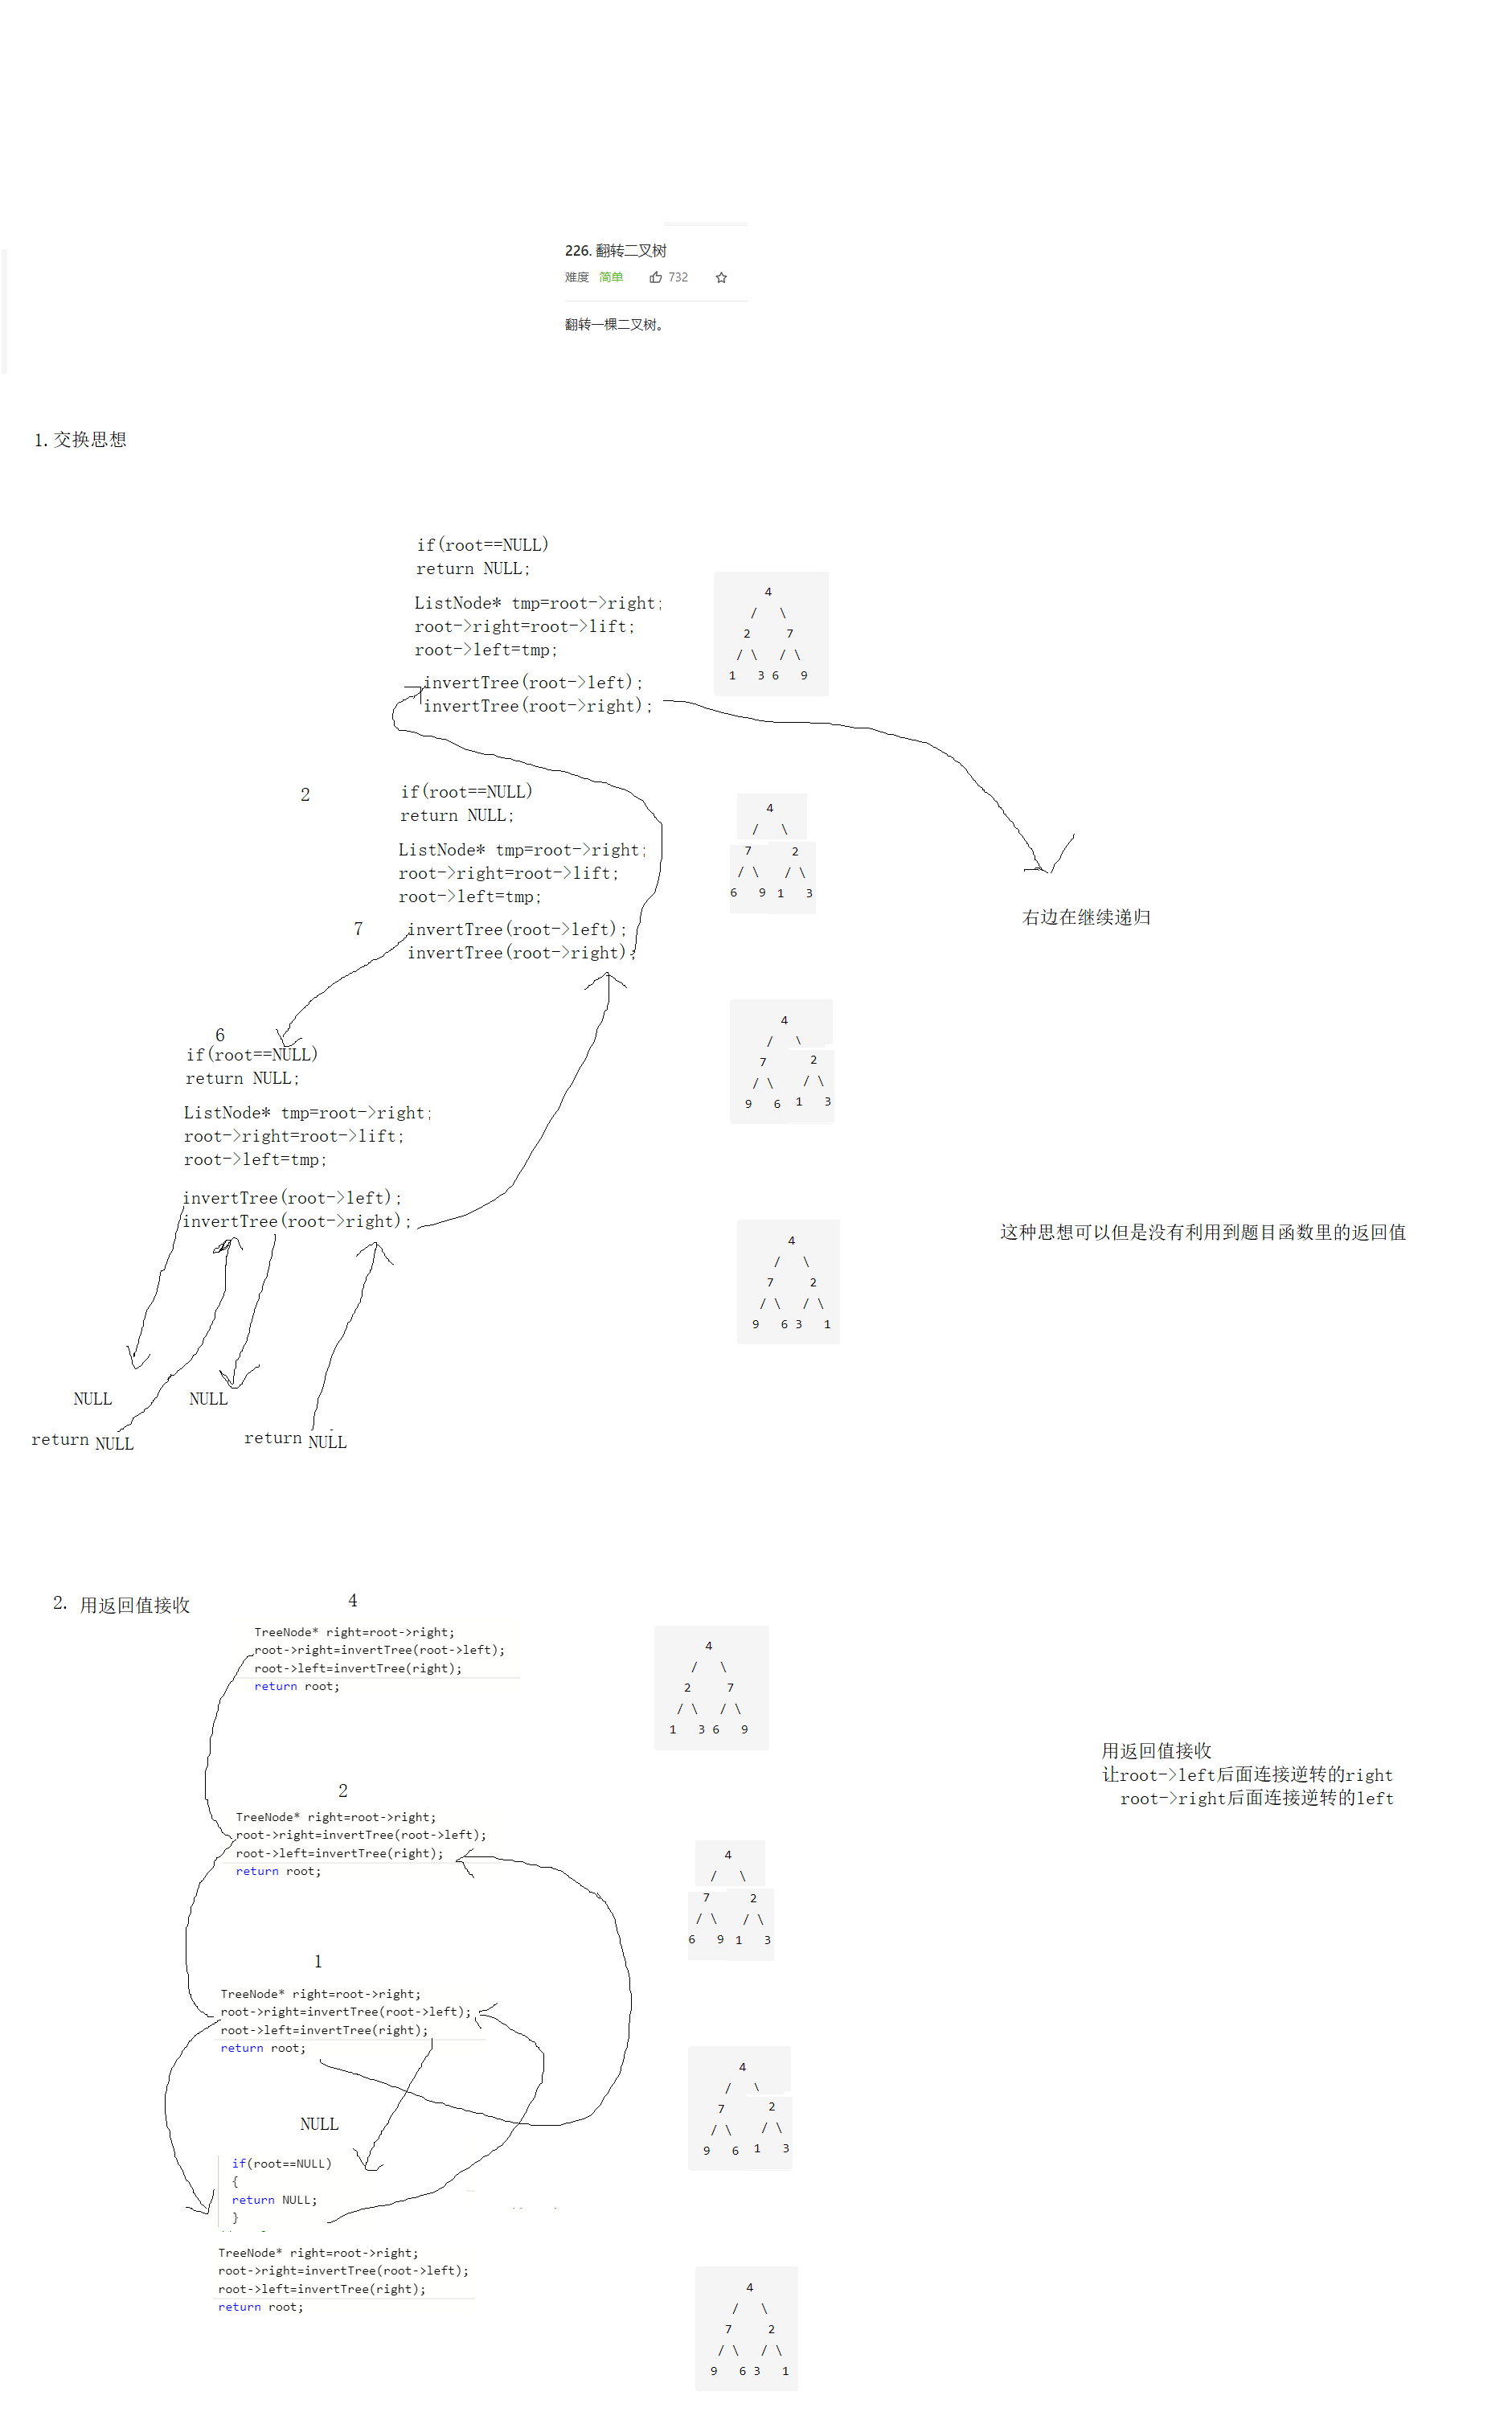 226. 翻转二叉树
难度 简单 732
翻转一棵二叉树。
1.交换思想
if(root==NULL)
return NULL;
ListNode* tmp=root->right;
root->right=root->lift;
root->left=tmp;
invertTree(root->left);
invertTree(root->right);
4
/ \
2 7
/ \ / \
1 3 6 9
2
if(root==NULL)
return NULL;
ListNode* tmp=root->right;
root->right=root->lift;
root->left=tmp;
7
invertTree(root->left);
invertTree(root->right);
4
/ \
7 2
/ \ / \
6 9 1 3
右边在继续递归
6
if(root==NULL)
return NULL;
ListNode* tmp=root->right;
root->right=root->lift;
root->left=tmp;
invertTree(root->left);
invertTree(root->right);
4
/ \
7 2
/ \ / \
9 6 1 3
这种思想可以但是没有利用到题目函数里的返回值
4
/ \
7 2
/ \ / \
9 6 3 1
NULL NULL
return NULL return NULL
2. 用返回值接收
4
TreeNode* right=root->right;
root->right=invertTree(root->left);
root->left=invertTree(right);
return root;
4
/ \
2 7
/ \ / \
1 3 6 9
用返回值接收
让root->left后面连接逆转的right
root->right后面连接逆转的left
2
TreeNode* right=root->right;
root->right=invertTree(root->left);
root->left=invertTree(right);
return root;
4
/ \
7 2
/ \ / \
6 9 1 3
1
TreeNode* right=root->right;
root->right=invertTree(root->left);
root->left=invertTree(right);
return root;
4
/ \
7 2
/ \ / \
9 6 1 3
NULL
if(root==NULL)
{
return NULL;
}
TreeNode* right=root->right;
root->right=invertTree(root->left);
root->left=invertTree(right);
return root;
4
/ \
7 2
/ \ / \
9 6 3 1